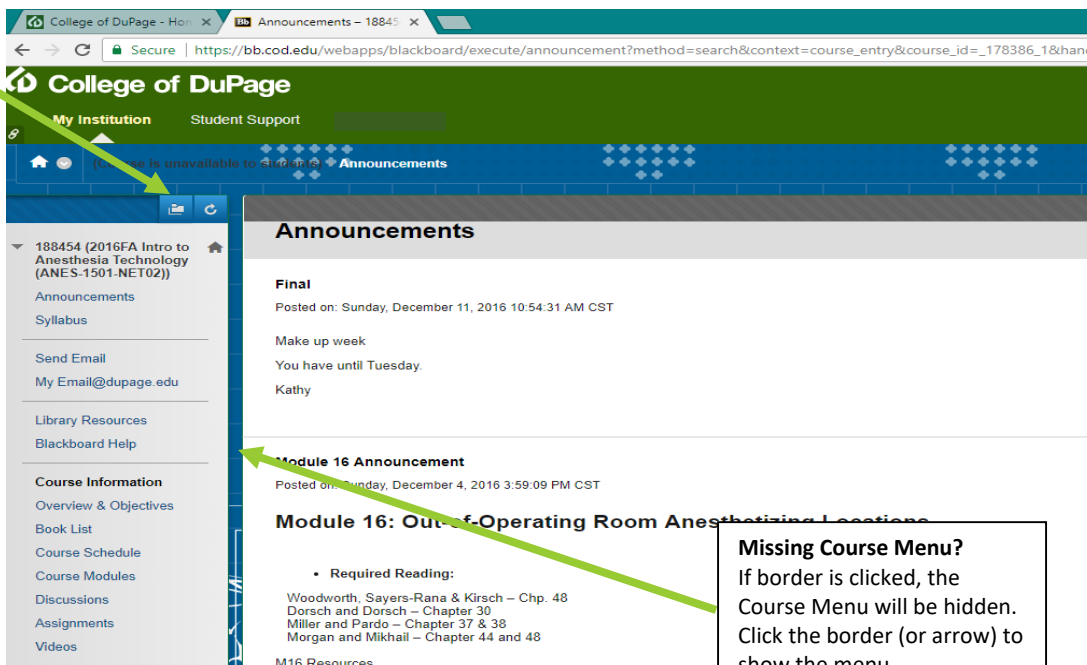 College of DuPage - Hon
Announcements – 18845
Secure | https://bb.cod.edu/webapps/blackboard/execute/announcement?method=search&context=course_entry&course_id=_178386_1&han
College of DuPage
My Institution Student Support
(Course is unavailable to students) Announcements
188454 (2016FA Intro to
Anesthesia Technology
(ANES-1501-NET02))
Announcements
Syllabus
Send Email
My Email@dupage.edu
Library Resources
Blackboard Help
Course Information
Overview & Objectives
Book List
Course Schedule
Course Modules
Discussions
Assignments
Videos
Announcements
Final
Posted on: Sunday, December 11, 2016 10:54:31 AM CST
Make up week
You have until Tuesday.
Kathy
Module 16 Announcement
Posted on: Sunday, December 4, 2016 3:59:09 PM CST
Module 16: Out-of-Operating Room Anesthetizing Locations
• Required Reading:
Woodworth, Sayers-Rana & Kirsch – Chp. 48
Dorsch and Dorsch – Chapter 30
Miller and Pardo – Chapter 37 & 38
Morgan and Mikhail – Chapter 44 and 48
M16 Resources
Missing Course Menu?
If border is clicked, the
Course Menu will be hidden.
Click the border (or arrow) to
show the menu